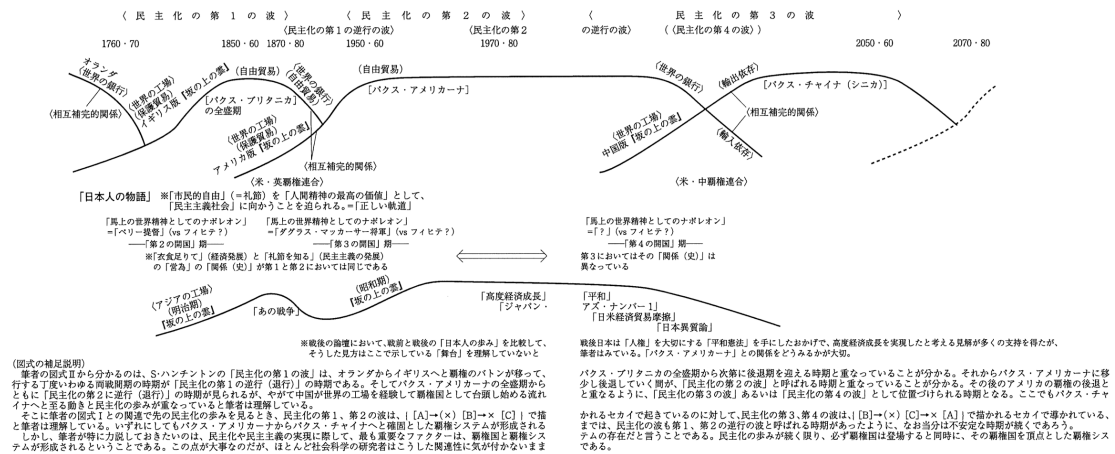 〈 民 主 化 の 第 1 の 波 〉
〈 民 主 化 の 第 2 の 波 〉
〈 民 主 化 の 第 3 の 波 〉
〈民主化の第1の逆行の波〉
〈民主化の第2
の逆行の波〉
(〈民主化の第4の波〉)
1760・70
1850・60
1870・80
1950・60
1970・80
2050・60
2070・80
オランダ
〈世界の銀行〉
〈相互補完的関係〉
〈世界の工場〉
〈保護貿易〉
イギリス版『坂の上の雲』
〈自由貿易〉
[パクス・ブリタニカ]
の全盛期
〈世界の銀行〉
〈自由貿易〉
〈世界の工場〉
〈保護貿易〉
アメリカ版『坂の上の雲』
〈相互補完的関係〉
〈自由貿易〉
[パクス・アメリカーナ]
〈世界の銀行〉
〈輸出依存〉
〈世界の工場〉
中国版『坂の上の雲』
〈輸入依存〉
[パクス・チャイナ(シニカ)]
〈相互補完的関係〉
〈米・英覇権連合〉
〈米・中覇権連合〉
「日本人の物語」 ※「市民的自由」(=礼節)を「人間精神の最高の価値」として、
「民主主義社会」に向かうことを迫られる。=「正しい軌道」
「馬上の世界精神としてのナポレオン」
=「ペリー提督」(vs フィヒテ?)
──「第2の開国」期──
「馬上の世界精神としてのナポレオン」
=「ダグラス・マッカーサー将軍」(vs フィヒテ?)
──「第3の開国」期──
「馬上の世界精神としてのナポレオン」
=「?」(vs フィヒテ?)
──「第4の開国」期──
※「衣食足りて」(経済発展)と「礼節を知る」(民主主義の発展)
の「営為」の「関係(史)」が第1と第2においては同じである
第3においてはその「関係(史)」は
異なっている
〈アジアの工場〉
(明治期)
『坂の上の雲』
「あの戦争」
(昭和期)
『坂の上の雲』
「高度経済成長」
「ジャパン・
「平和」
アズ・ナンバー1」
「日米経済貿易摩擦」
「日本異質論」
※戦後の論壇において、戦前と戦後の「日本人の歩み」を比較して、
そうした見方はここで示している「舞台」を理解していないと
戦後日本は「人権」を大切にする「平和憲法」を手にしたおかげで、高度経済成長を実現したと考える見解が多くの支持を得たが、
筆者はみている。「パクス・アメリカーナ」との関係をどうみるかが大切。
(図式の補足説明)
筆者の図式Ⅱから分かるのは、S・ハンチントンの「民主化の第1の波」は、オランダからイギリスへと覇権のバトンが移って、
行する丁度いわゆる両戦間期の時期が「民主化の第1の逆行(退行)」の時期である。そしてパクス・アメリカーナの全盛期から
ともに「民主化の第2に逆行(退行)」の時期が見られるが、やがて中国が世界の工場を経験して覇権国として台頭し始める流れ
イナへと至る動きと民主化の歩みが重なっていると筆者は理解している。
そこに筆者の図式Ⅰとの関連で先の民主化の歩みを見るとき、民主化の第1、第2の波は、{[A]→(×)[B]→×[C]}で描
と筆者は理解している。いずれにしてもパクス・アメリカーナからパクス・チャイナへと確固とした覇権システムが形成される
しかし、筆者が特に力説しておきたいのは、民主化や民主主義の実現に際して、最も重要なファクターは、覇権国と覇権シス
テムが形成されるということである。この点が大事なのだが、ほとんど社会科学の研究者はこうした関連性に気が付かないまま
パクス・ブリタニカの全盛期から次第に後退期を迎える時期と重なっていることが分かる。それからパクス・アメリカーナに移
少し後退していく間が、「民主化の第2の波」と呼ばれる時期と重なっていることが分かる。その後のアメリカの覇権の後退と
と重なるように、「民主化の第3の波」あるいは「民主化の第4の波」として位置づけられる時期となる。ここでもパクス・チャ
かれるセカイで起きているのに対して、民主化の第3、第4の波は、{[B]→(×)[C]→×[A]}で描かれるセカイで導かれている、
までは、民主化の波も第1、第2の逆行の波と呼ばれる時期があったように、なお当分は不安定な時期が続くであろう。
テムの存在だと言うことである。民主化の歩みが続く限り、必ず覇権国は登場すると同時に、その覇権国を頂点とした覇権シス
である。